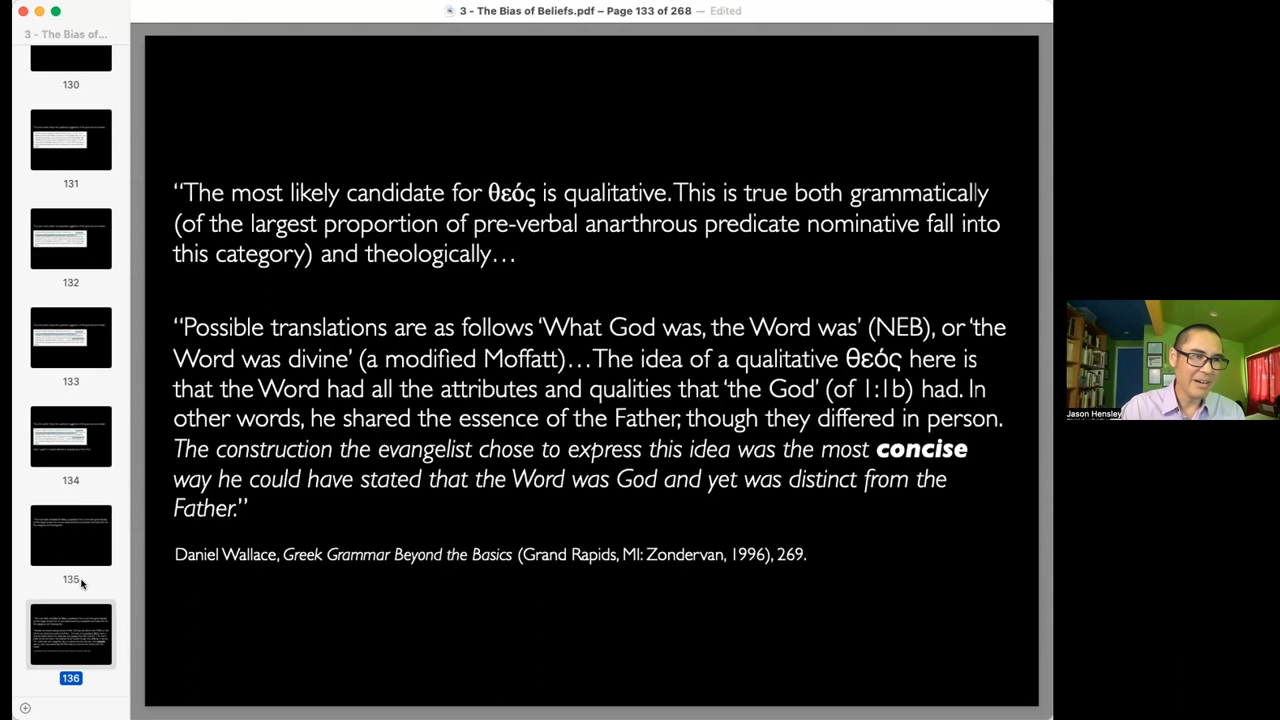 3 - The Bias of Beliefs.pdf – Page 133 of 268 — Edited
3 - The Bias of...
130
131
132
133
134
135
136
“The most likely candidate for θεός is qualitative. This is true both grammatically
(of the largest proportion of pre-verbal anarthrous predicate nominative fall into
this category) and theologically…
“Possible translations are as follows ‘What God was, the Word was’ (NEB), or ‘the
Word was divine’ (a modified Moffatt)…The idea of a qualitative θεός here is
that the Word had all the attributes and qualities that ‘the God’ (of 1:1b) had. In
other words, he shared the essence of the Father, though they differed in person.
The construction the evangelist chose to express this idea was the most concise
way he could have stated that the Word was God and yet was distinct from the
Father.”
Daniel Wallace, Greek Grammar Beyond the Basics (Grand Rapids, MI: Zondervan, 1996), 269.
Jason Hensley